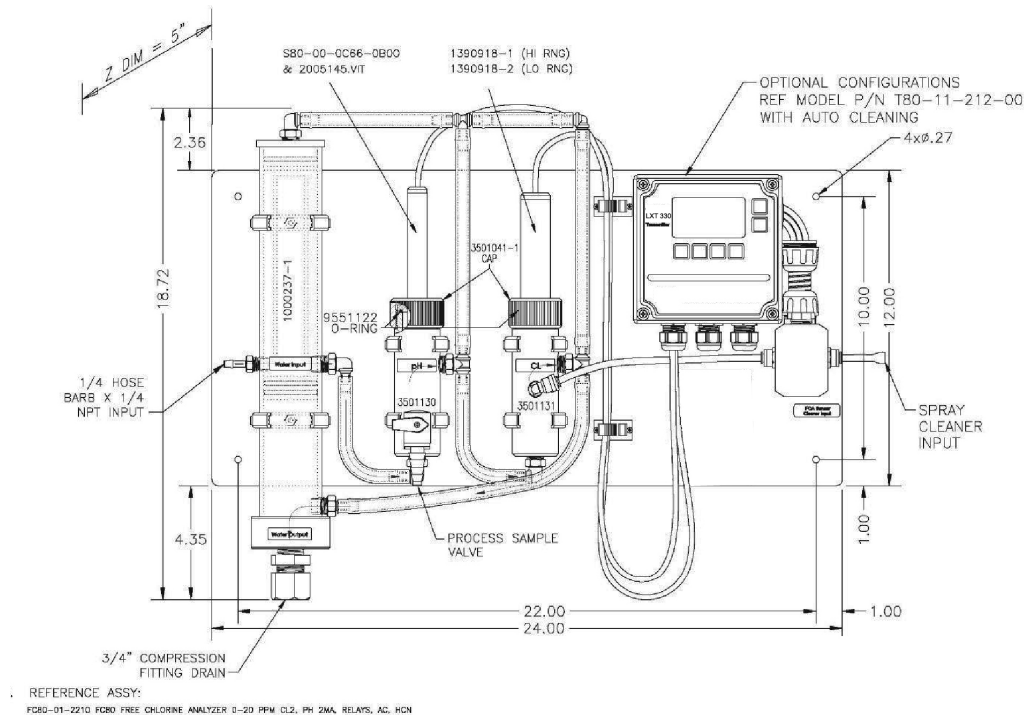 Z DIM = 5"
S80-00-0C66-0B00
& 2005145.VIT
1390918-1 (HI RNG)
1390918-2 (LO RNG)
OPTIONAL CONFIGURATIONS
REF MODEL P/N T80-11-212-00
WITH AUTO CLEANING
4xø.27
2.36
18.72
1000237-1
LXT 330
Transmitter
3501041-1
CAP
9551122
O-RING
10.00
12.00
Water Input
pH
CL
1/4 HOSE
BARB X 1/4
NPT INPUT
3501130
3501131
FCA Sensor
Cleaner Input
SPRAY
CLEANER
INPUT
4.35
Water Output
PROCESS SAMPLE
VALVE
1.00
22.00
1.00
24.00
3/4" COMPRESSION
FITTING DRAIN
. REFERENCE ASSY:
FC80-01-2210 FC80 FREE CHLORINE ANALYZER 0-20 PPM CL2, PH 2MA, RELAYS, AC, HCN